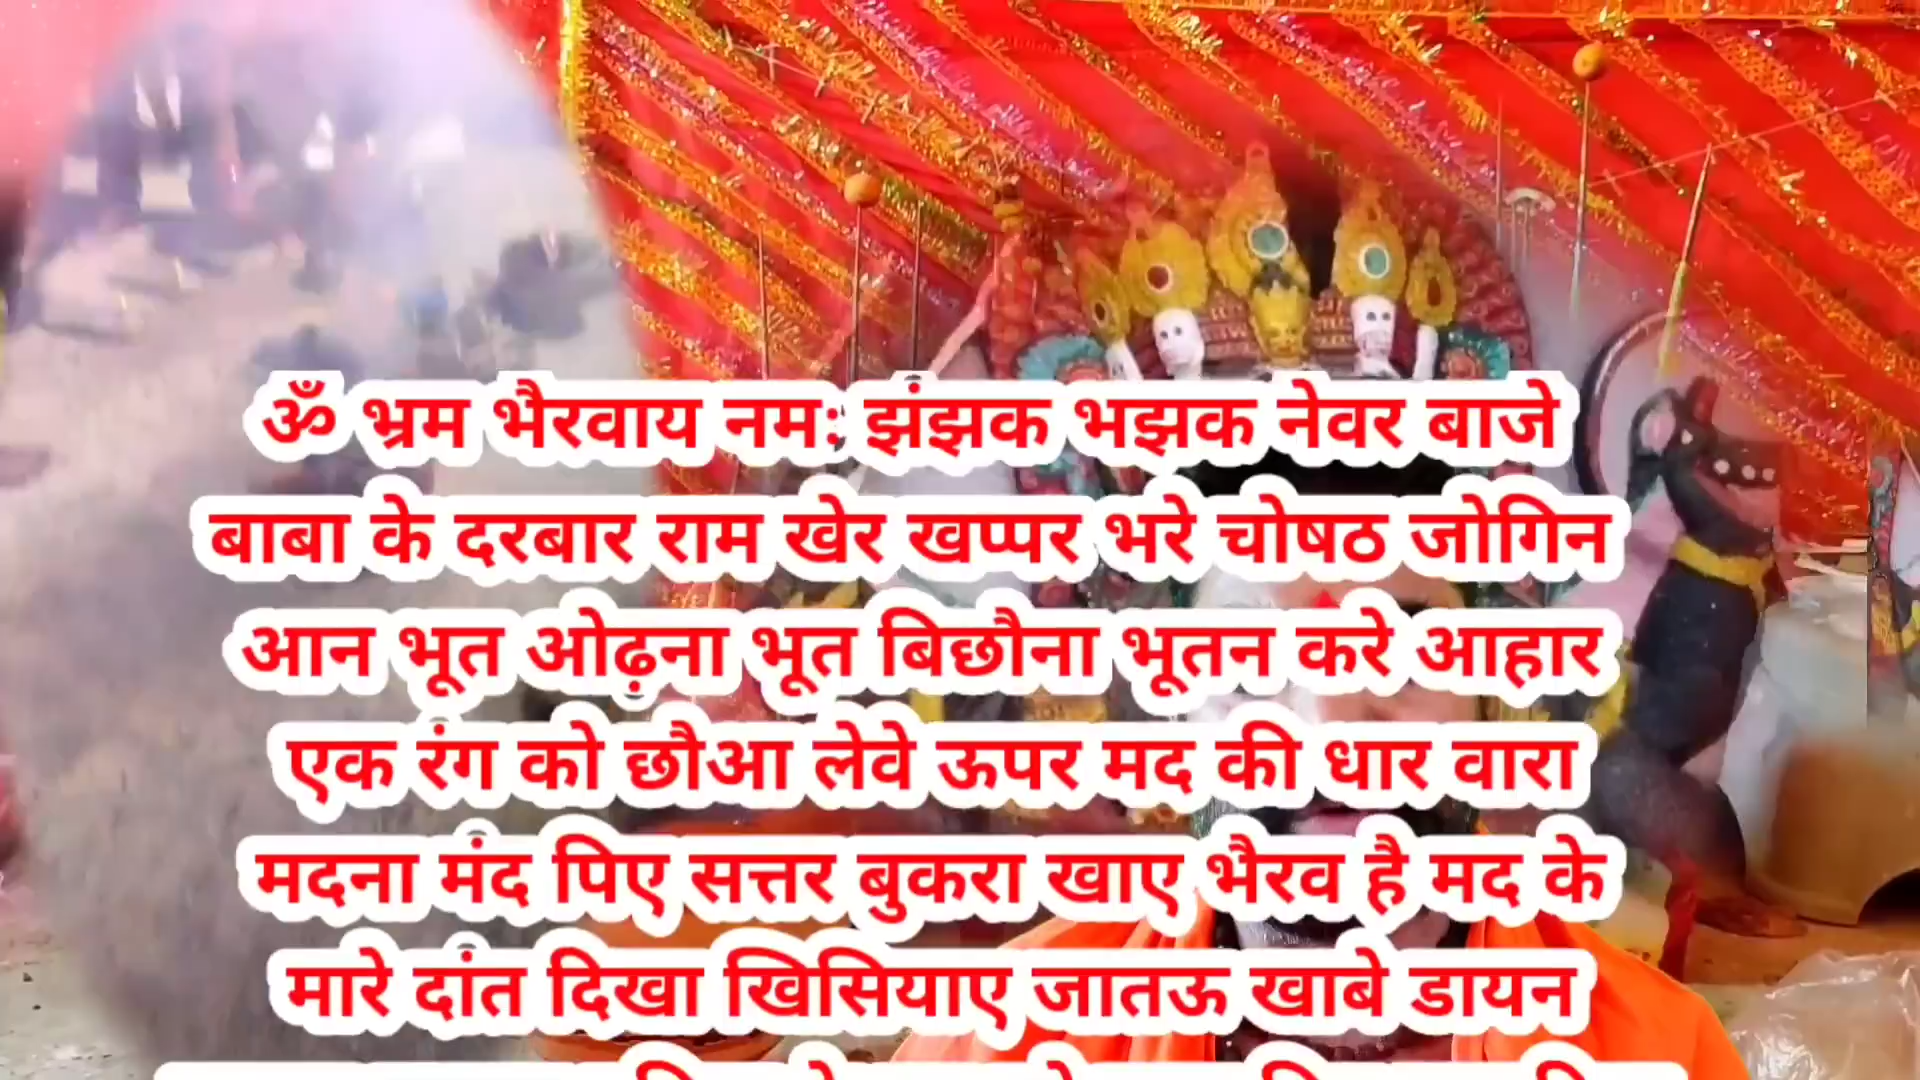 ॐ भ्रम भैरवाय नमः झंझक भझक नेवर बाजे
बाबा के दरबार राम खेर खप्पर भरे चोषठ जोगिन
आन भूत ओढ़ना भूत बिछौना भूतन करे आहार
एक रंग को छौआ लेवे ऊपर मद की धार वारा
मदना मंद पिए सत्तर बुकरा खाए भैरव है मद के
मारे दांत दिखा खिसियाए जातऊ खाबे डायन